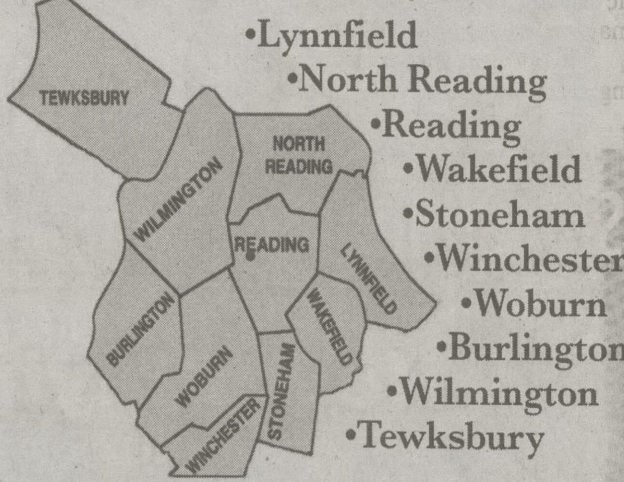 •Lynnfield
•North Reading
•Reading
•Wakefield
•Stoneham
•Winchester
•Woburn
•Burlington
•Wilmington
•Tewksbury
TEWKSBURY
WILMINGTON
NORTH
READING
READING
LYNNFIELD
BURLINGTON
WAKEFIELD
WOBURN
STONEHAM
WINCHESTER